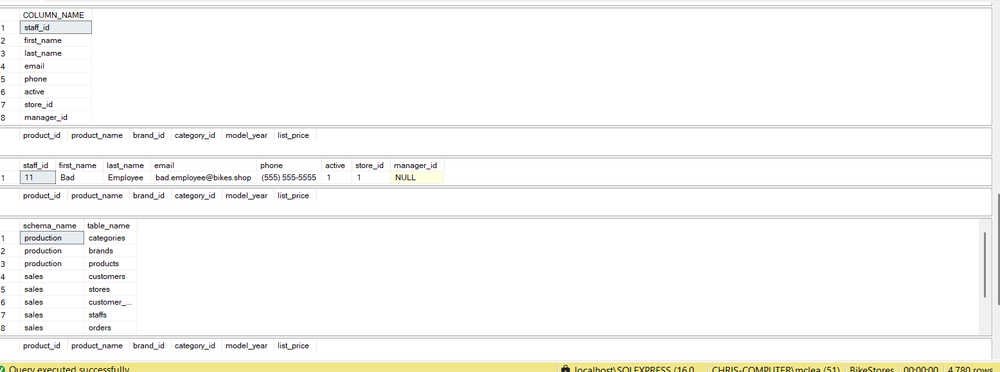 COLUMN_NAME
1 staff_id
2 first_name
3 last_name
4 email
5 phone
6 active
7 store_id
8 manager_id
product_id product_name brand_id category_id model_year list_price
staff_id first_name last_name email phone active store_id manager_id
1 11 Bad Employee bad.employee@bikes.shop (555) 555-5555 1 1 NULL
product_id product_name brand_id category_id model_year list_price
schema_name table_name
1 production categories
2 production brands
3 production products
4 sales customers
5 sales stores
6 sales customer_...
7 sales staffs
8 sales orders
product_id product_name brand_id category_id model_year list_price
Query executed successfully localhost\SQLEXPRESS (16.0 CHRIS-COMPUTER\mclea (51) BikeStores 00:00:00 4,780 rows